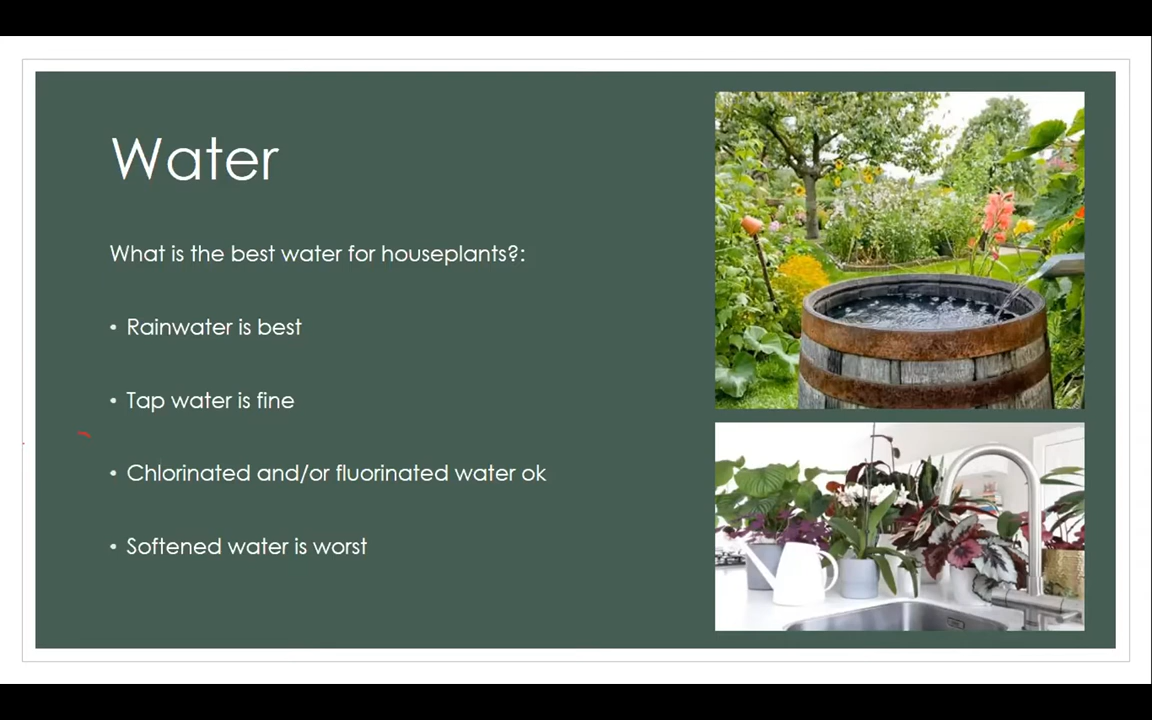 Water
What is the best water for houseplants?:
• Rainwater is best
• Tap water is fine
• Chlorinated and/or fluorinated water ok
• Softened water is worst